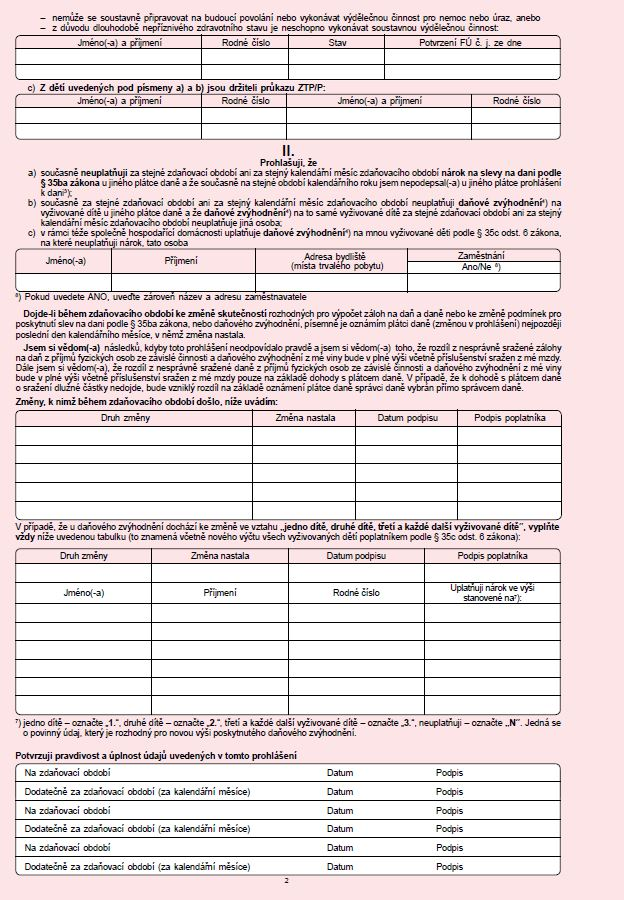 – nemůže se soustavně připravovat na budoucí povolání nebo vykonávat výdělečnou činnost pro nemoc nebo úraz, anebo
– z důvodu dlouhodobě nepříznivého zdravotního stavu je neschopno vykonávat soustavnou výdělečnou činnost:
Jméno(-a) a příjmení Rodné číslo Stav Potvrzení FÚ č. j. ze dne
c) Z dětí uvedených pod písmeny a) a b) jsou držiteli průkazu ZTP/P:
Jméno(-a) a příjmení Rodné číslo Jméno(-a) a příjmení Rodné číslo
II.
Prohlašuji, že
a) současně neuplatňuji za stejné zdaňovací období ani za stejný kalendářní měsíc zdaňovacího období nárok na slevy na dani podle
§ 35ba zákona u jiného plátce daně a že současně na stejné období kalendářního roku jsem nepodepsal(-a) u jiného plátce prohlášení
k dani³);
b) současně za stejné zdaňovací období ani za stejný kalendářní měsíc zdaňovacího období neuplatňuji daňové zvýhodnění⁴) na
vyživované dítě u jiného plátce daně a že daňové zvýhodnění⁴) na to samé vyživované dítě za stejné zdaňovací období ani za stejný
kalendářní měsíc zdaňovacího období neuplatňuje jiná osoba;
c) v rámci téže společně hospodařící domácnosti uplatňuje daňové zvýhodnění⁴) na mnou vyživované děti podle § 35c odst. 6 zákona,
na které neuplatňuji nárok, tato osoba
Jméno(-a) Příjmení Adresa bydliště
(místa trvalého pobytu) Zaměstnání
Ano/Ne ⁸)
⁸) Pokud uvedete ANO, uveďte zároveň název a adresu zaměstnavatele
Dojde-li během zdaňovacího období ke změně skutečností rozhodných pro výpočet záloh na daň a daně nebo ke změně podmínek pro
poskytnutí slev na dani podle § 35ba zákona, nebo daňového zvýhodnění, písemně je oznámím plátci daně (změnou v prohlášení) nejpozději
poslední den kalendářního měsíce, v němž změna nastala.
Jsem si vědom(-a) následků, kdyby toto prohlášení neodpovídalo pravdě a jsem si vědom(-a) toho, že rozdíl z nesprávně sražené zálohy
na daň z příjmů fyzických osob ze závislé činnosti a daňového zvýhodnění z mé viny bude v plné výši včetně příslušenství sražen z mé mzdy.
Dále jsem si vědom(-a), že rozdíl z nesprávně sražené daně z příjmů fyzických osob ze závislé činnosti a daňového zvýhodnění z mé viny
bude v plné výši včetně příslušenství sražen z mé mzdy pouze na základě dohody s plátcem daně. V případě, že k dohodě s plátcem daně
o sražení dlužné částky nedojde, bude vzniklý rozdíl na základě oznámení plátce daně správci daně vybrán přímo správcem daně.
Změny, k nimž během zdaňovacího období došlo, níže uvádím:
Druh změny Změna nastala Datum podpisu Podpis poplatníka
V případě, že u daňového zvýhodnění dochází ke změně ve vztahu „jedno dítě, druhé dítě, třetí a každé další vyživované dítě“, vyplňte
vždy níže uvedenou tabulku (to znamená včetně nového výčtu všech vyživovaných dětí poplatníkem podle § 35c odst. 6 zákona):
Druh změny Změna nastala Datum podpisu Podpis poplatníka
Jméno(-a) Příjmení Rodné číslo Uplatňuji nárok ve výši
stanovené na⁷):
⁷) jedno dítě – označte „1.“, druhé dítě – označte „2.“, třetí a každé další vyživované dítě – označte „3.“, neuplatňuji – označte „N“. Jedná se
o povinný údaj, který je rozhodný pro novou výši poskytnutého daňového zvýhodnění.
Potvrzuji pravdivost a úplnost údajů uvedených v tomto prohlášení
Na zdaňovací období Datum Podpis
Dodatečně za zdaňovací období (za kalendářní měsíce) Datum Podpis
Na zdaňovací období Datum Podpis
Dodatečně za zdaňovací období (za kalendářní měsíce) Datum Podpis
Na zdaňovací období Datum Podpis
Dodatečně za zdaňovací období (za kalendářní měsíce) Datum Podpis
2